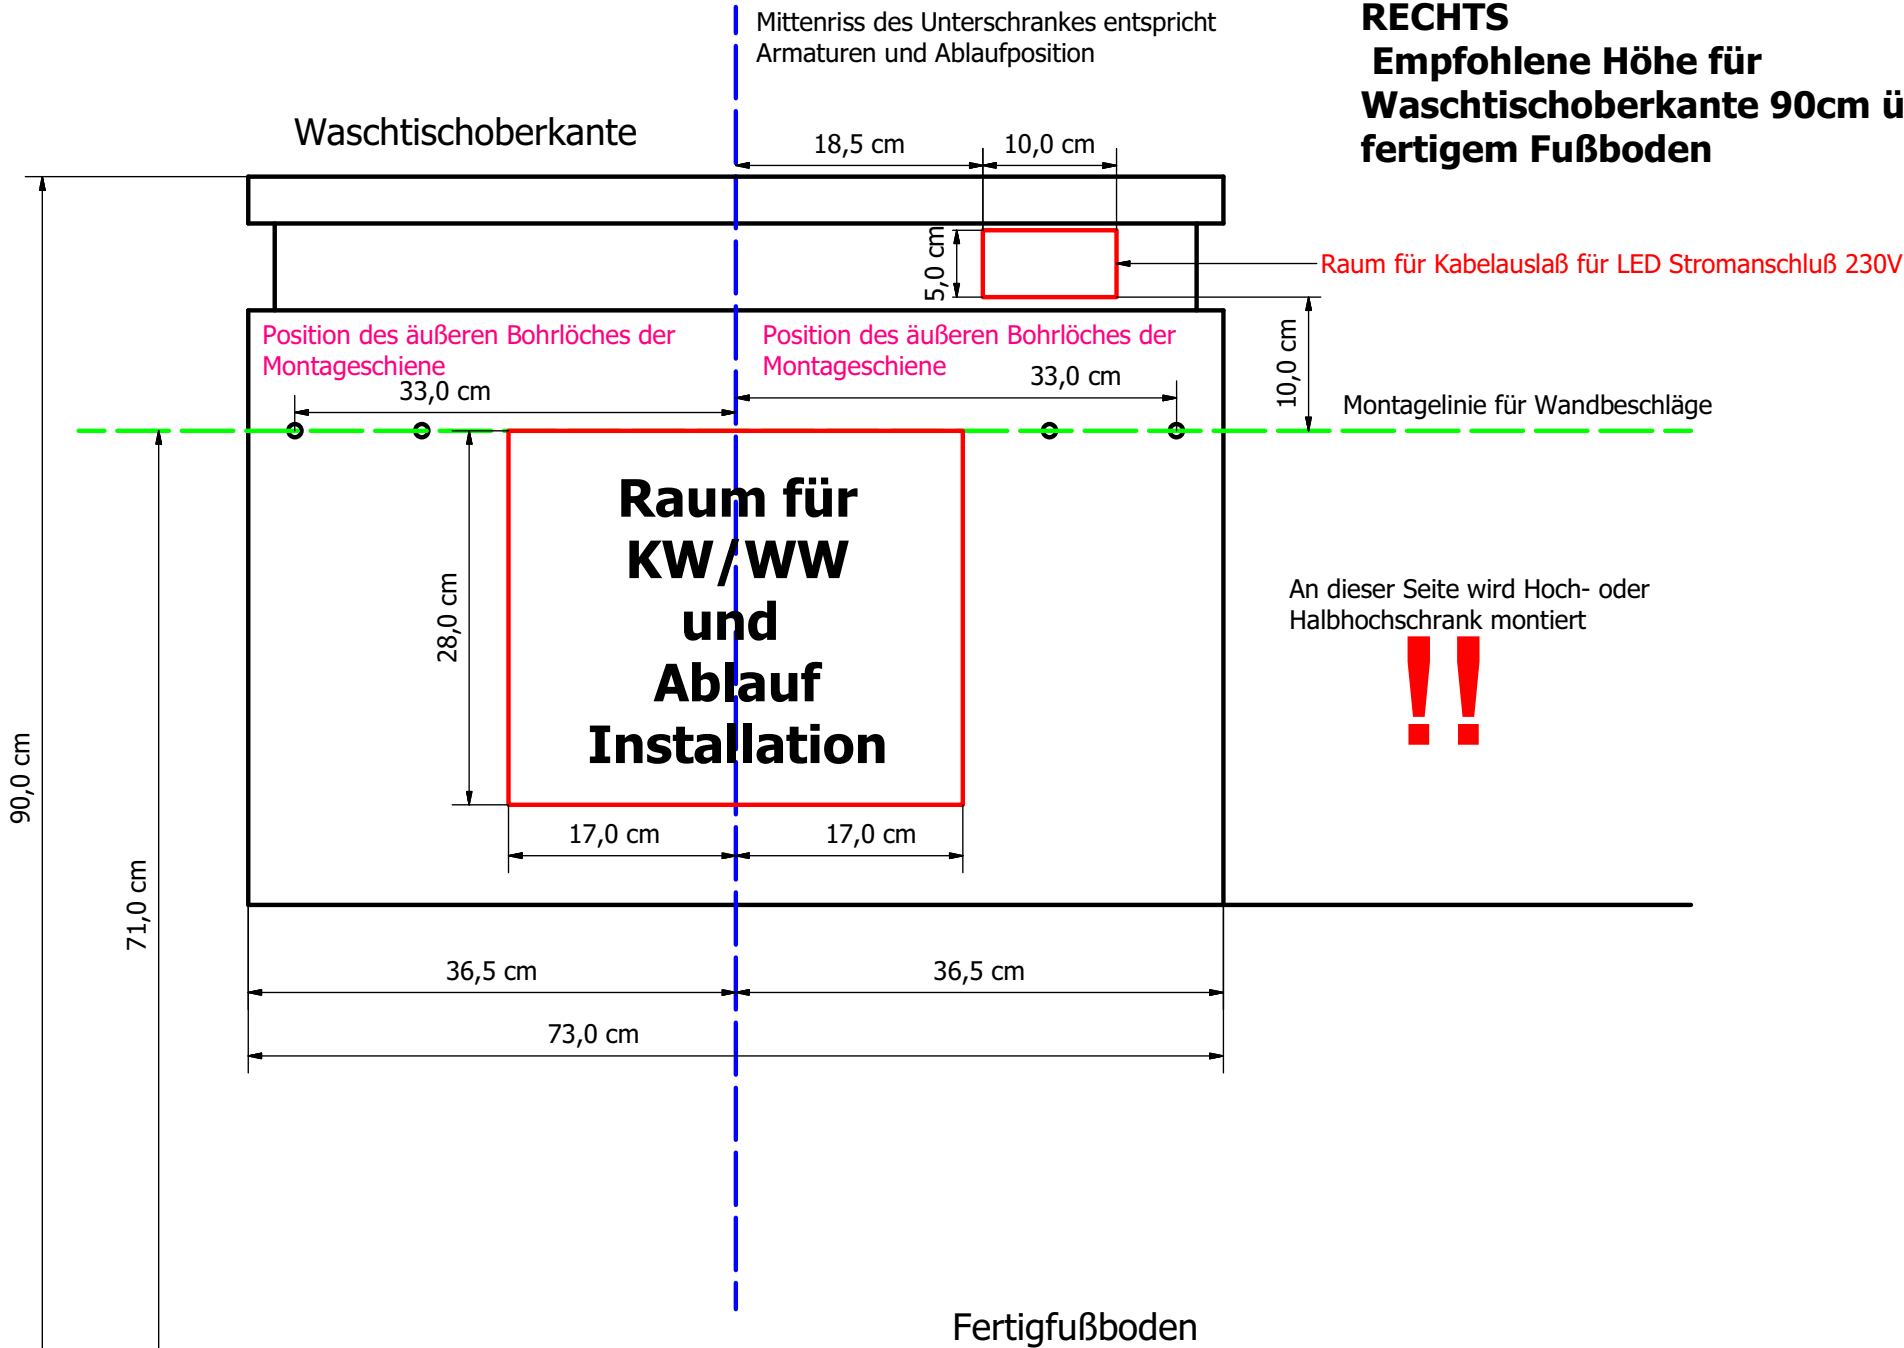 Mittenriss des Unterschrankes entspricht
Armaturen und Ablaufposition
RECHTS
Empfohlene Höhe für
Waschtischoberkante 90cm ü
fertigem Fußboden
Waschtischoberkante
18,5 cm
10,0 cm
5,0 cm
Raum für Kabelauslaß für LED Stromanschluß 230V
Position des äußeren Bohrlöches der
Montageschiene
Position des äußeren Bohrlöches der
Montageschiene
10,0 cm
33,0 cm
33,0 cm
Montagelinie für Wandbeschläge
Raum für
KW/WW
und
Ablauf
Installation
28,0 cm
An dieser Seite wird Hoch- oder
Halbhochschrank montiert
!!
90,0 cm
17,0 cm
17,0 cm
71,0 cm
36,5 cm
36,5 cm
73,0 cm
Fertigfußboden